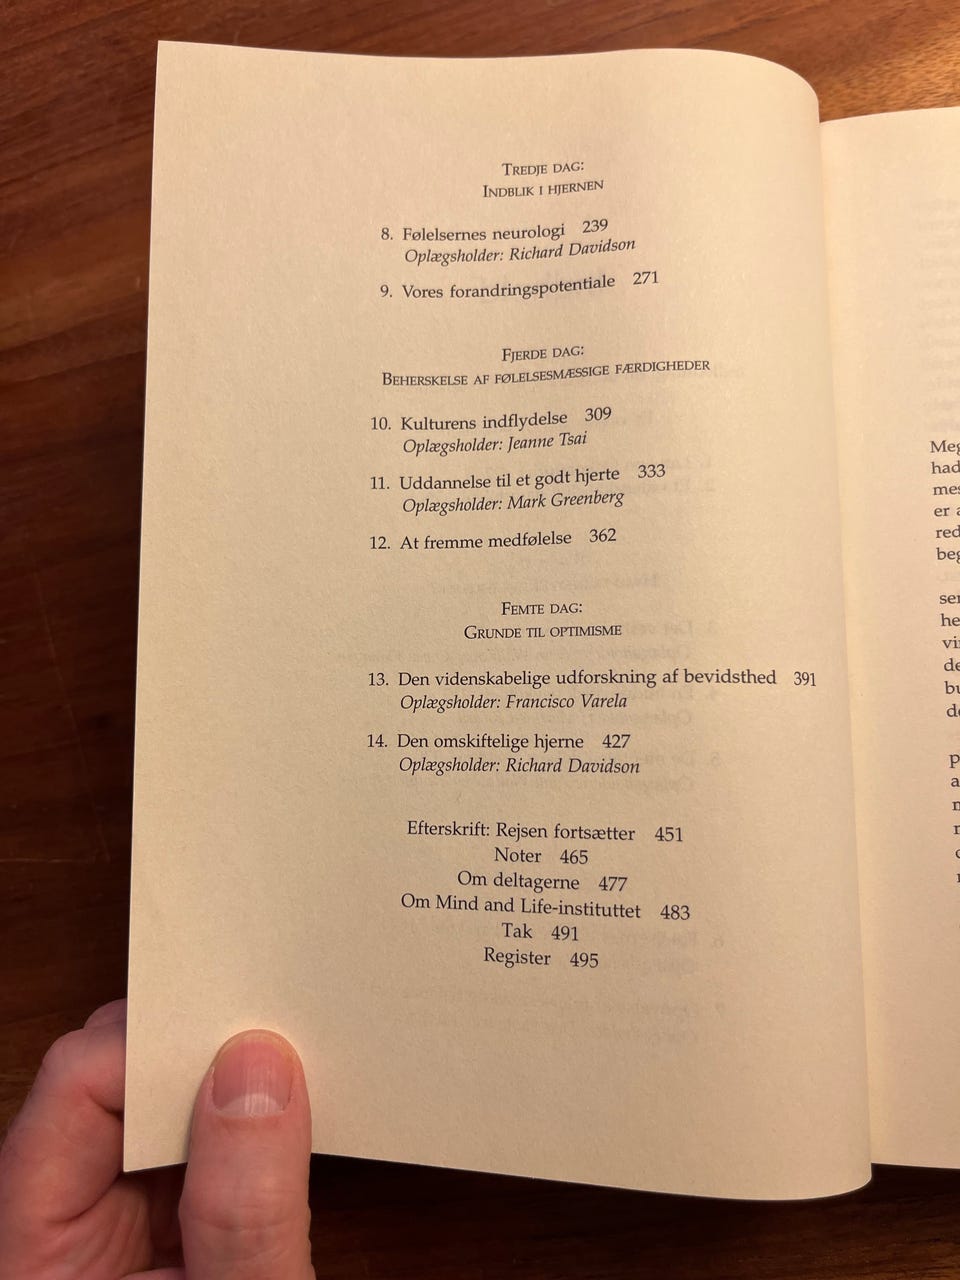 TREDJE DAG:
INDBLIK I HJERNEN
8. Følelsernes neurologi 239
Oplægsholder: Richard Davidson
9. Vores forandringspotentiale 271
FJERDE DAG:
BEHERSKELSE AF FØLELSESMÆSSIGE FÆRDIGHEDER
10. Kulturens indflydelse 309
Oplægsholder: Jeanne Tsai
11. Uddannelse til et godt hjerte 333
Oplægsholder: Mark Greenberg
12. At fremme medfølelse 362
FEMTE DAG:
GRUNDE TIL OPTIMISME
13. Den videnskabelige udforskning af bevidsthed 391
Oplægsholder: Francisco Varela
14. Den omskiftelige hjerne 427
Oplægsholder: Richard Davidson
Efterskrift: Rejsen fortsætter 451
Noter 465
Om deltagerne 477
Om Mind and Life-instituttet 483
Tak 491
Register 495